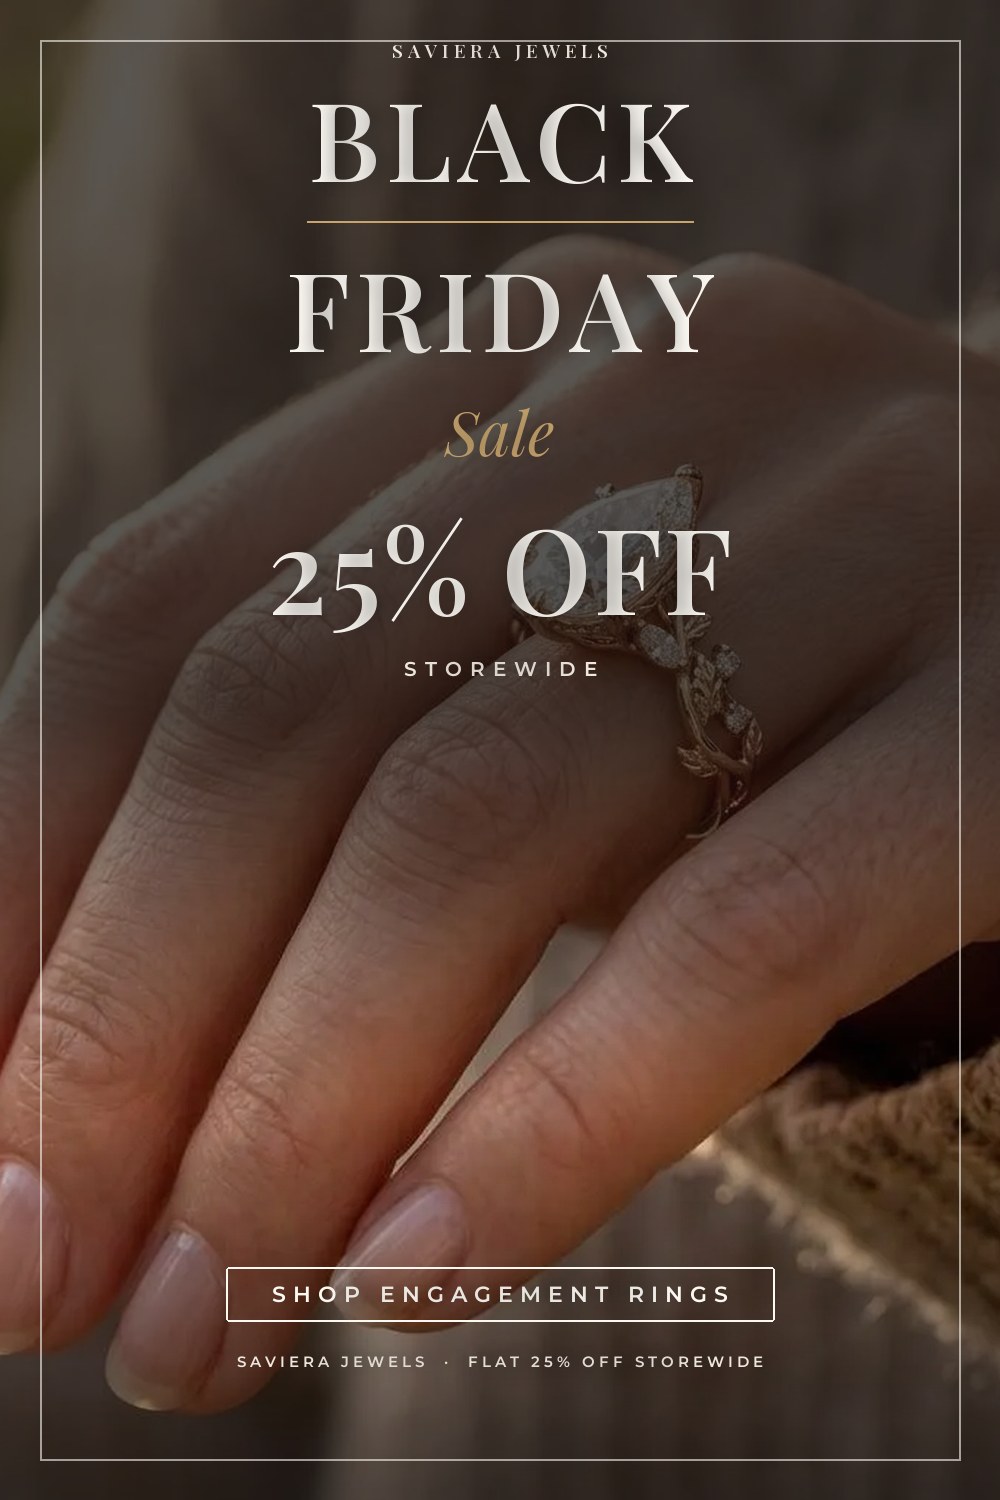 SAVIERA JEWELS
BLACK
FRIDAY
Sale
25% OFF
STOREWIDE
SHOP ENGAGEMENT RINGS
SAVIERA JEWELS · FLAT 25% OFF STOREWIDE